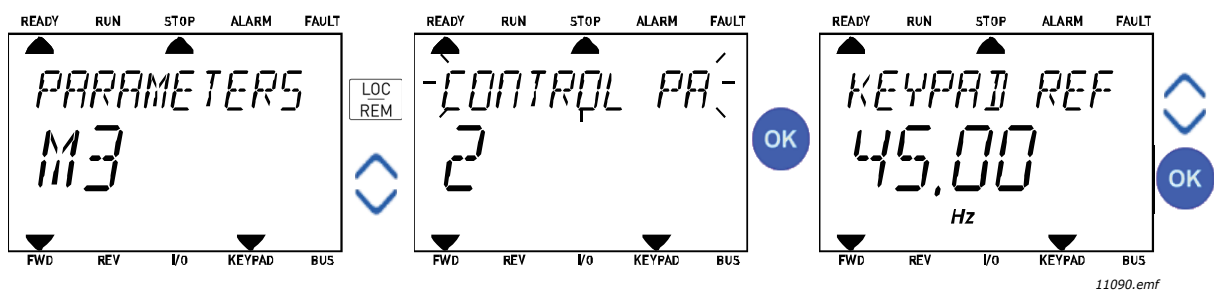 READY RUN STOP ALARM FAULT
PARAMETERS
M3
FWD REV I/O KEYPAD BUS
LOC
REM
READY RUN STOP ALARM FAULT
CONTROL PA
2
FWD REV I/O KEYPAD BUS
OK
READY RUN STOP ALARM FAULT
KEYPAD REF
45.00
Hz
FWD REV I/O KEYPAD BUS
OK
11090.emf